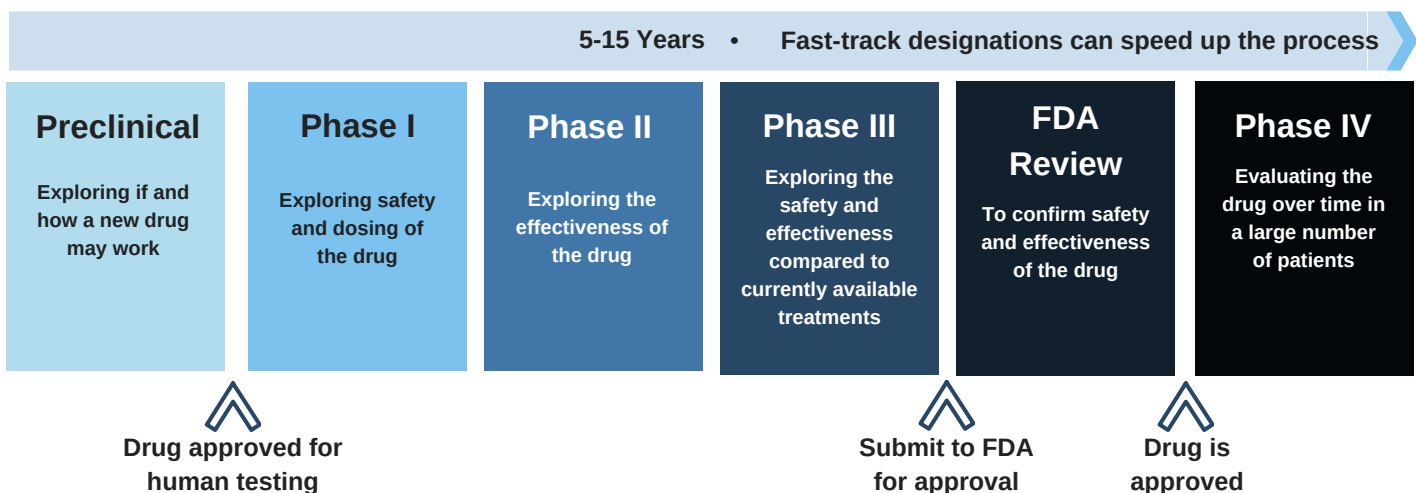 5-15 Years • Fast-track designations can speed up the process
Preclinical
Exploring if and
how a new drug
may work
Phase I
Exploring safety
and dosing of
the drug
Phase II
Exploring the
effectiveness of
the drug
Phase III
Exploring the
safety and
effectiveness
compared to
currently available
treatments
FDA
Review
To confirm safety
and effectiveness
of the drug
Phase IV
Evaluating the
drug over time in
a large number
of patients
Drug approved for
human testing
Submit to FDA
for approval
Drug is
approved